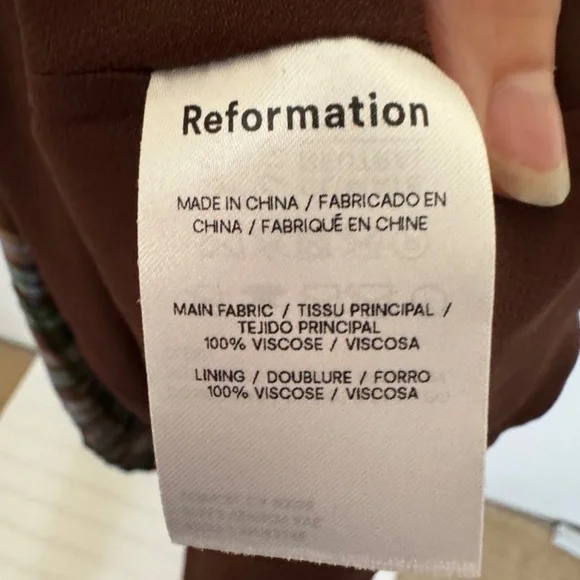 Reformation
MADE IN CHINA / FABRICADO EN
CHINA / FABRIQUÉ EN CHINE
MAIN FABRIC / TISSU PRINCIPAL /
TEJIDO PRINCIPAL
100% VISCOSE / VISCOSA
LINING / DOUBLURE / FORRO
100% VISCOSE / VISCOSA